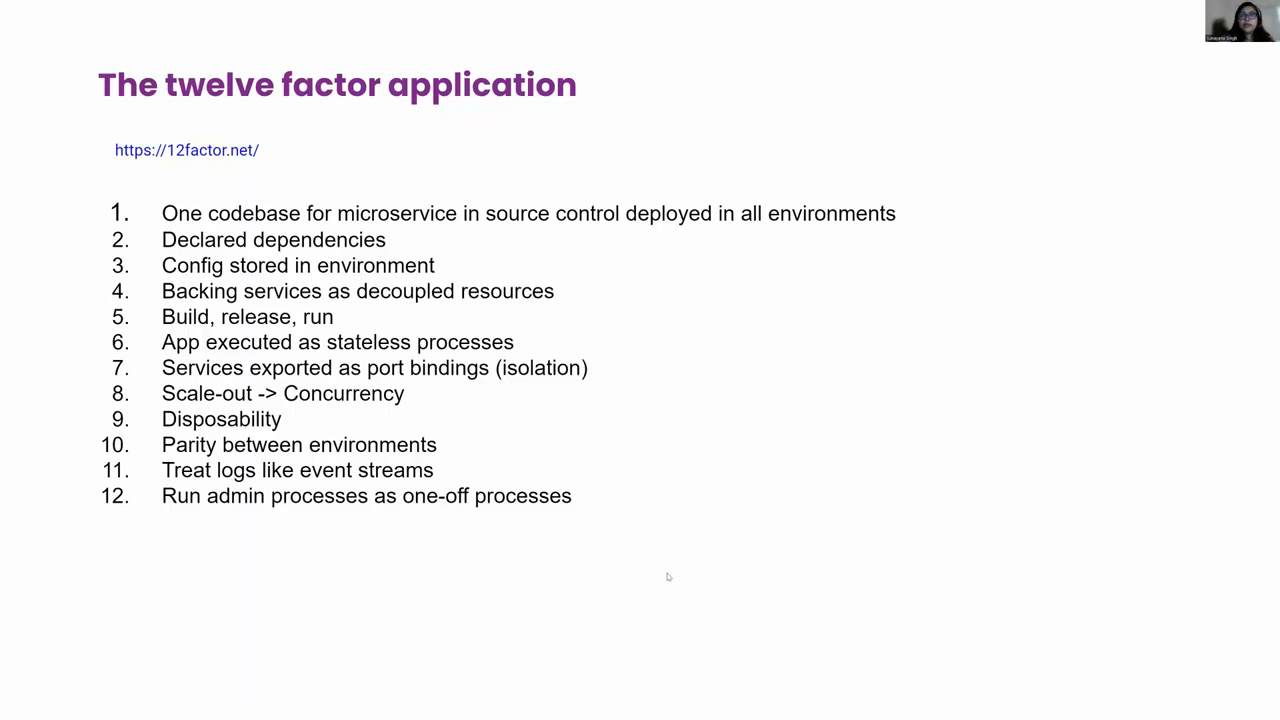 The twelve factor application
https://12factor.net/
1. One codebase for microservice in source control deployed in all environments
2. Declared dependencies
3. Config stored in environment
4. Backing services as decoupled resources
5. Build, release, run
6. App executed as stateless processes
7. Services exported as port bindings (isolation)
8. Scale-out -> Concurrency
9. Disposability
10. Parity between environments
11. Treat logs like event streams
12. Run admin processes as one-off processes
Singh